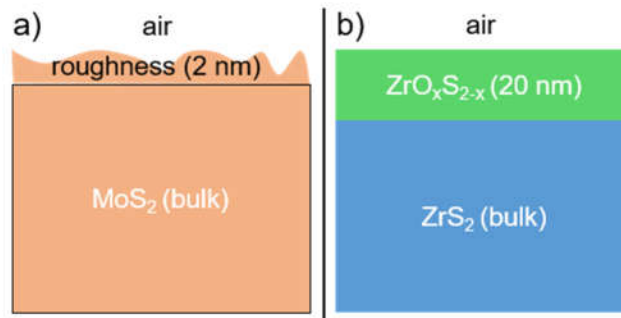 a)
air
roughness (2 nm)
MoS₂ (bulk)
b)
air
ZrOₓS₂₋ₓ (20 nm)
ZrS₂ (bulk)